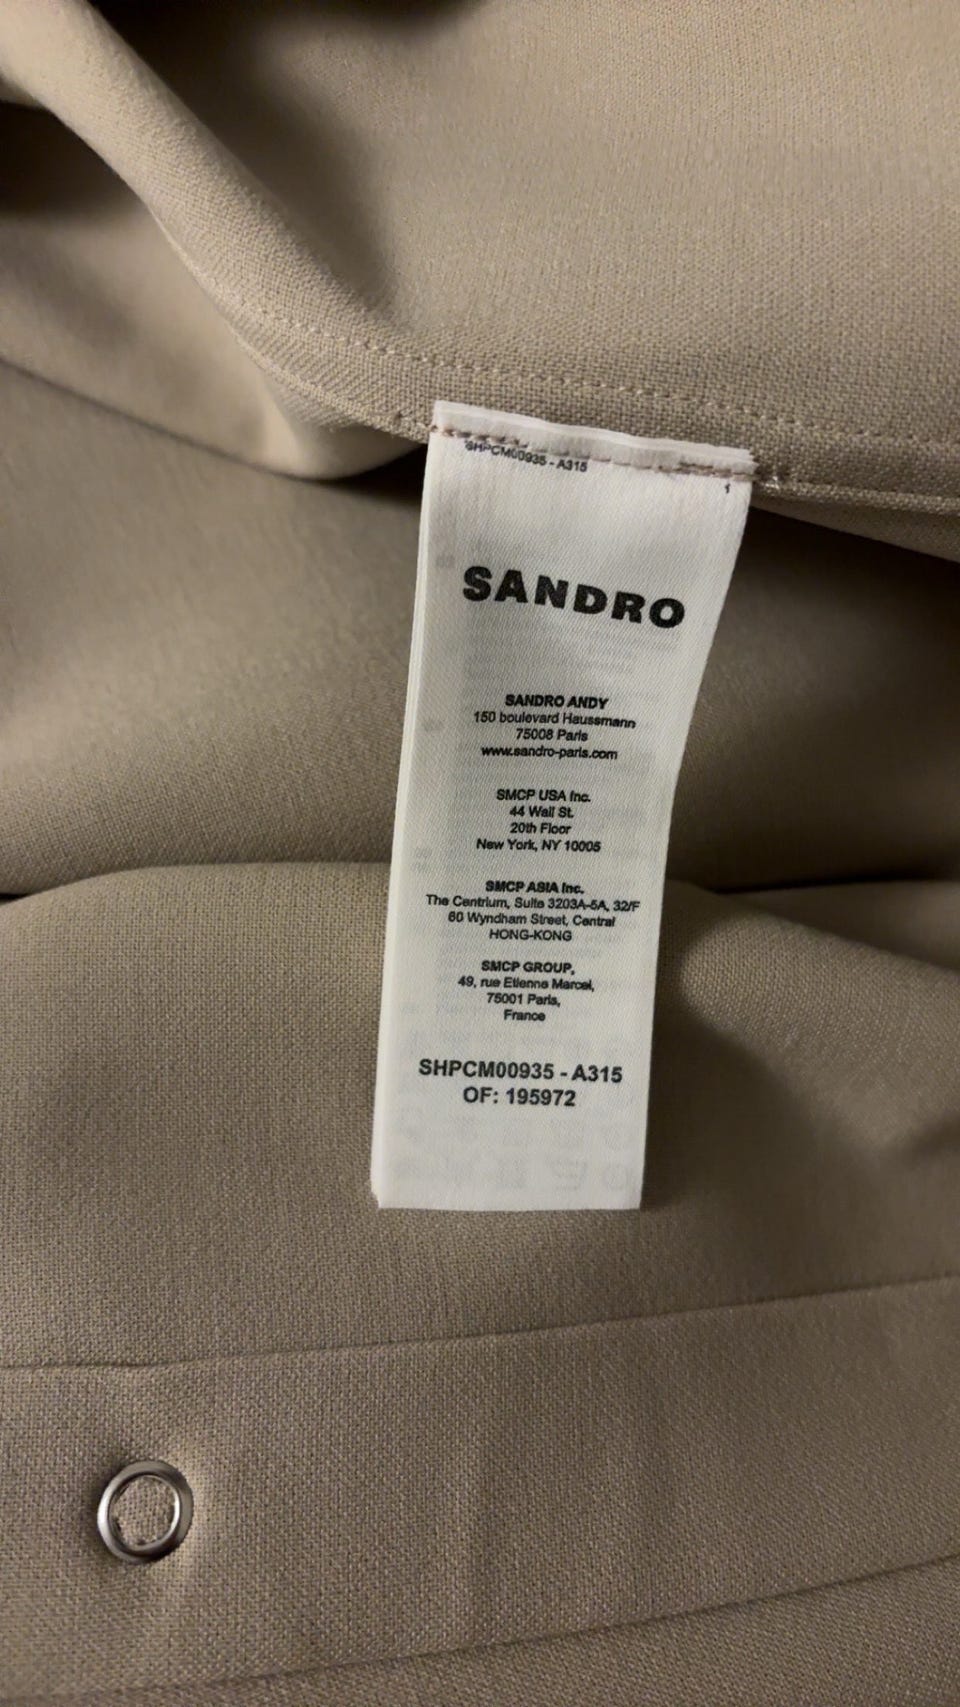 SHPCM00935 - A315
1
SANDRO
SANDRO ANDY
150 boulevard Haussmann
75008 Paris
www.sandro-paris.com
SMCP USA Inc.
44 Wall St.
20th Floor
New York, NY 10005
SMCP ASIA Inc.
The Centrium, Suite 3203A-5A, 32/F
60 Wyndham Street, Central
HONG-KONG
SMCP GROUP,
49, rue Etienne Marcel,
75001 Paris,
France
SHPCM00935 - A315
OF: 195972